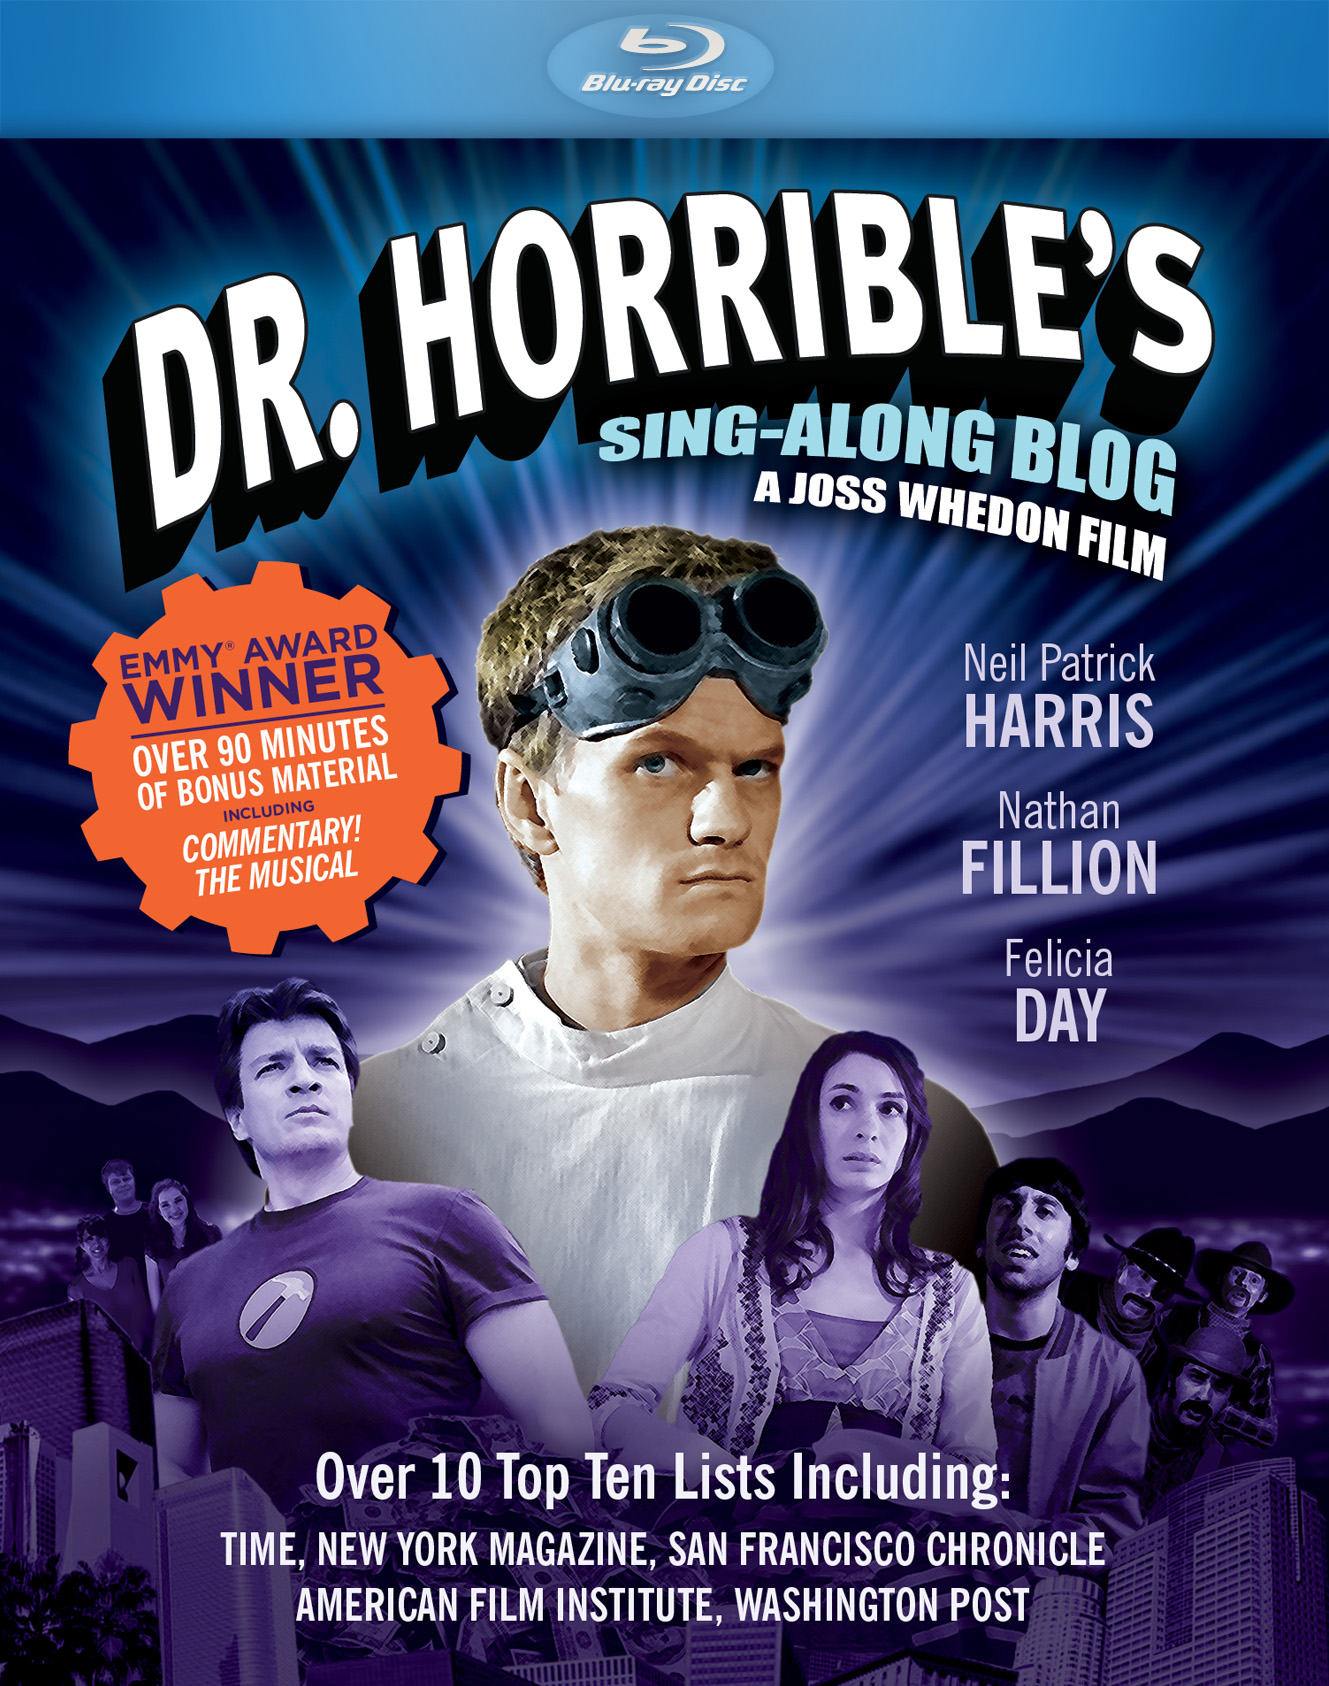 Blu-ray Disc
DR. HORRIBLE'S
SING-ALONG BLOG
A JOSS WHEDON FILM
EMMY® AWARD
WINNER
OVER 90 MINUTES
OF BONUS MATERIAL
INCLUDING
COMMENTARY!
THE MUSICAL
Neil Patrick
HARRIS
Nathan
FILLION
Felicia
DAY
Over 10 Top Ten Lists Including:
TIME, NEW YORK MAGAZINE, SAN FRANCISCO CHRONICLE
AMERICAN FILM INSTITUTE, WASHINGTON POST